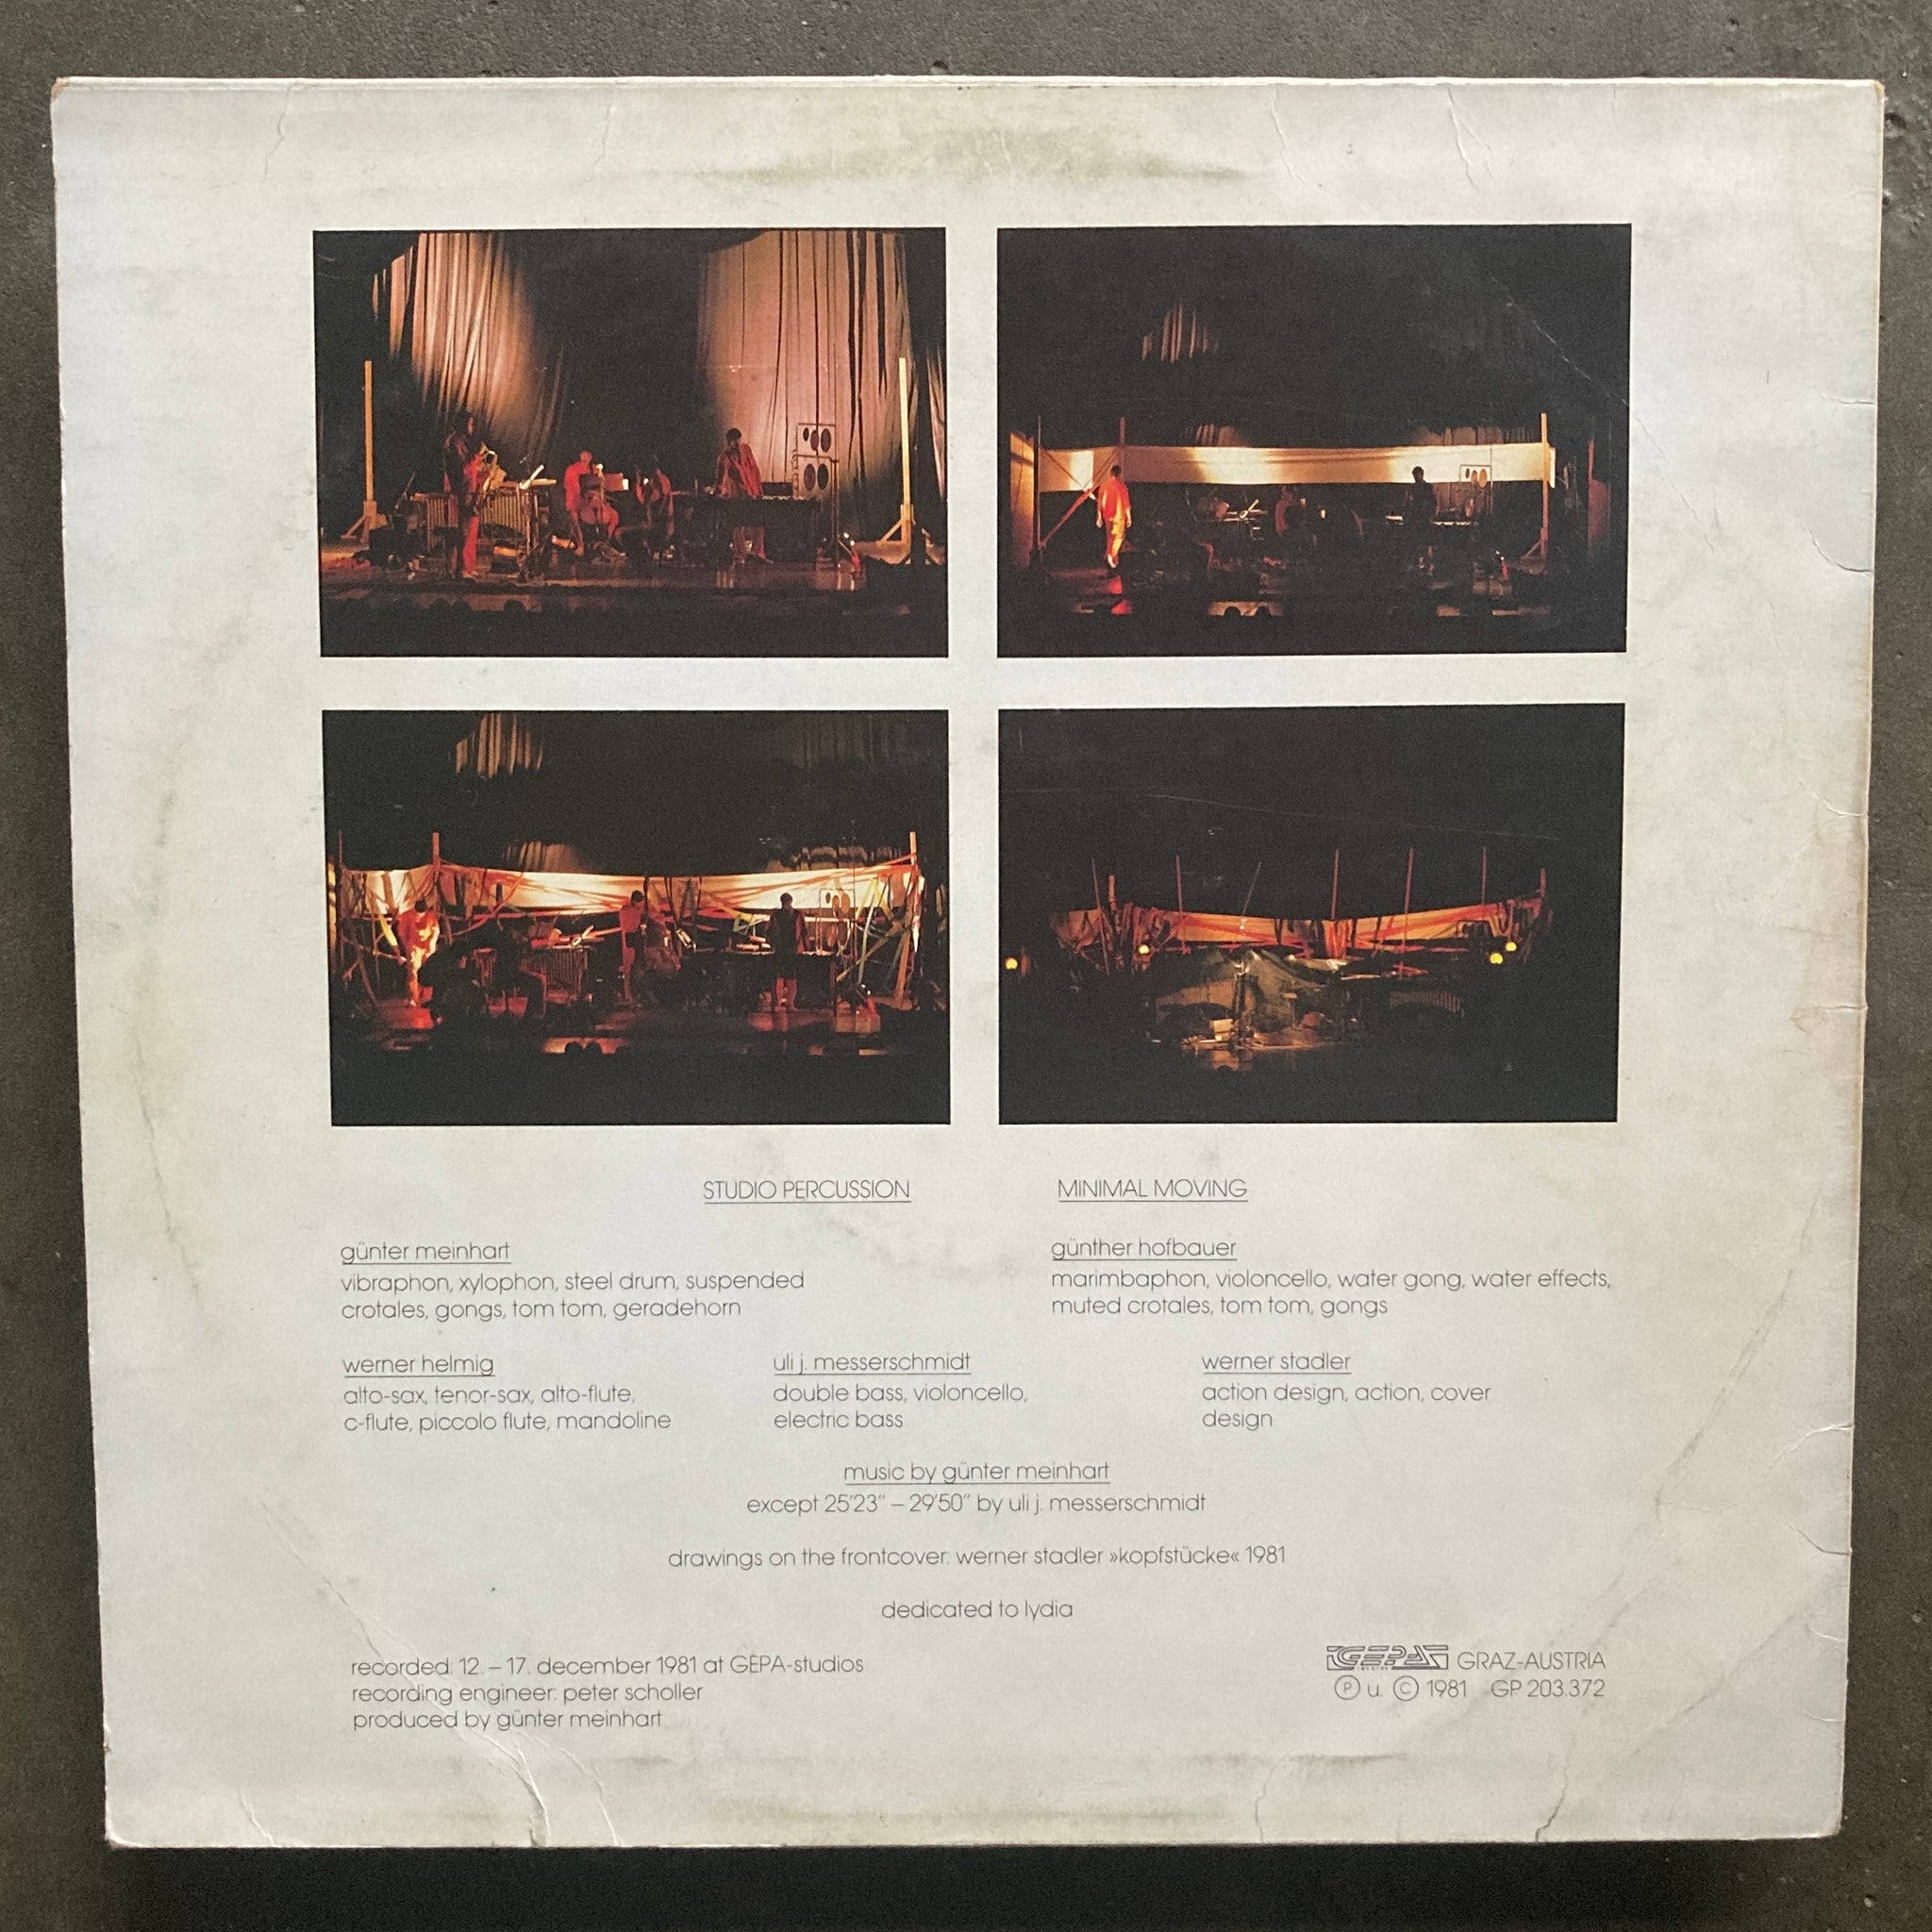 STUDIO PERCUSSION MINIMAL MOVING
günter meinhart
vibraphon, xylophon, steel drum, suspended
crotales, gongs, tom tom, geradehorn
günther hofbauer
marimbaphon, violoncello, water gong, water effects,
muted crotales, tom tom, gongs
werner helmig
alto-sax, tenor-sax, alto-flute,
c-flute, piccolo flute, mandoline
uli j. messerschmidt
double bass, violoncello,
electric bass
werner stadler
action design, action, cover
design
music by günter meinhart
except 25'23" – 29'50" by uli j. messerschmidt
drawings on the frontcover: werner stadler »kopfstücke« 1981
dedicated to lydia
recorded: 12. – 17. december 1981 at GEPA-studios
recording engineer: peter scholler
produced by günter meinhart
GEPA GRAZ-AUSTRIA
Ⓟ u. © 1981 GP 203.372